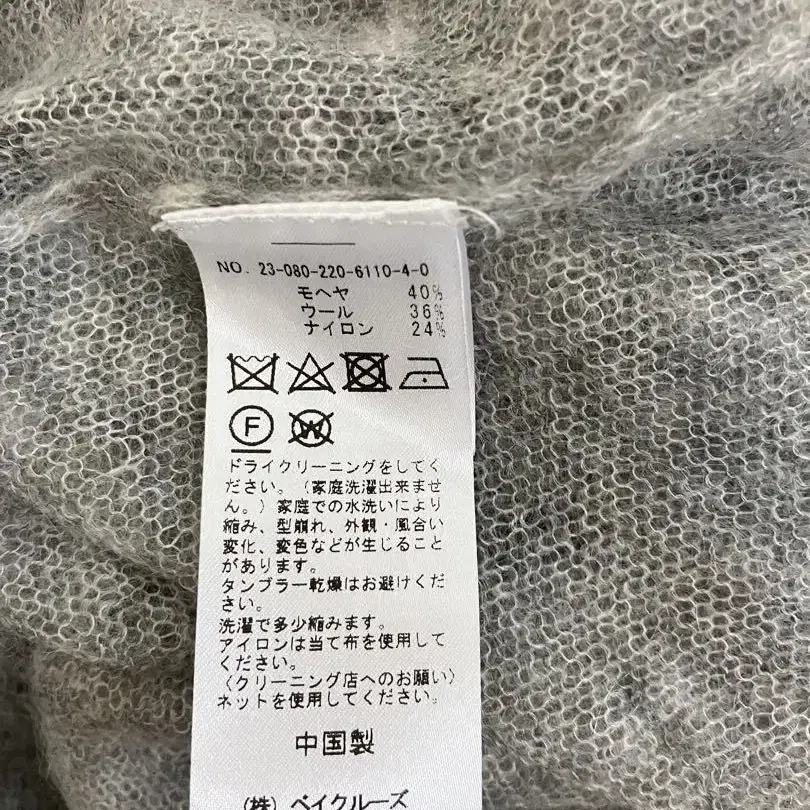 NO. 23-080-220-6110-4-0
モヘヤ 40%
ウール 36%
ナイロン 24%
F W
ドライクリーニングをしてく
ださい。（家庭洗濯出来ませ
ん。）家庭での水洗いにより
縮み、型崩れ、外観・風合い
変化、変色などが生じること
があります。
タンブラー乾燥はお避けくだ
さい。
洗濯で多少縮みます。
アイロンは当て布を使用して
ください。
〈クリーニング店へのお願い〉
ネットを使用してください。
中国製
(株) ベイクルーズ